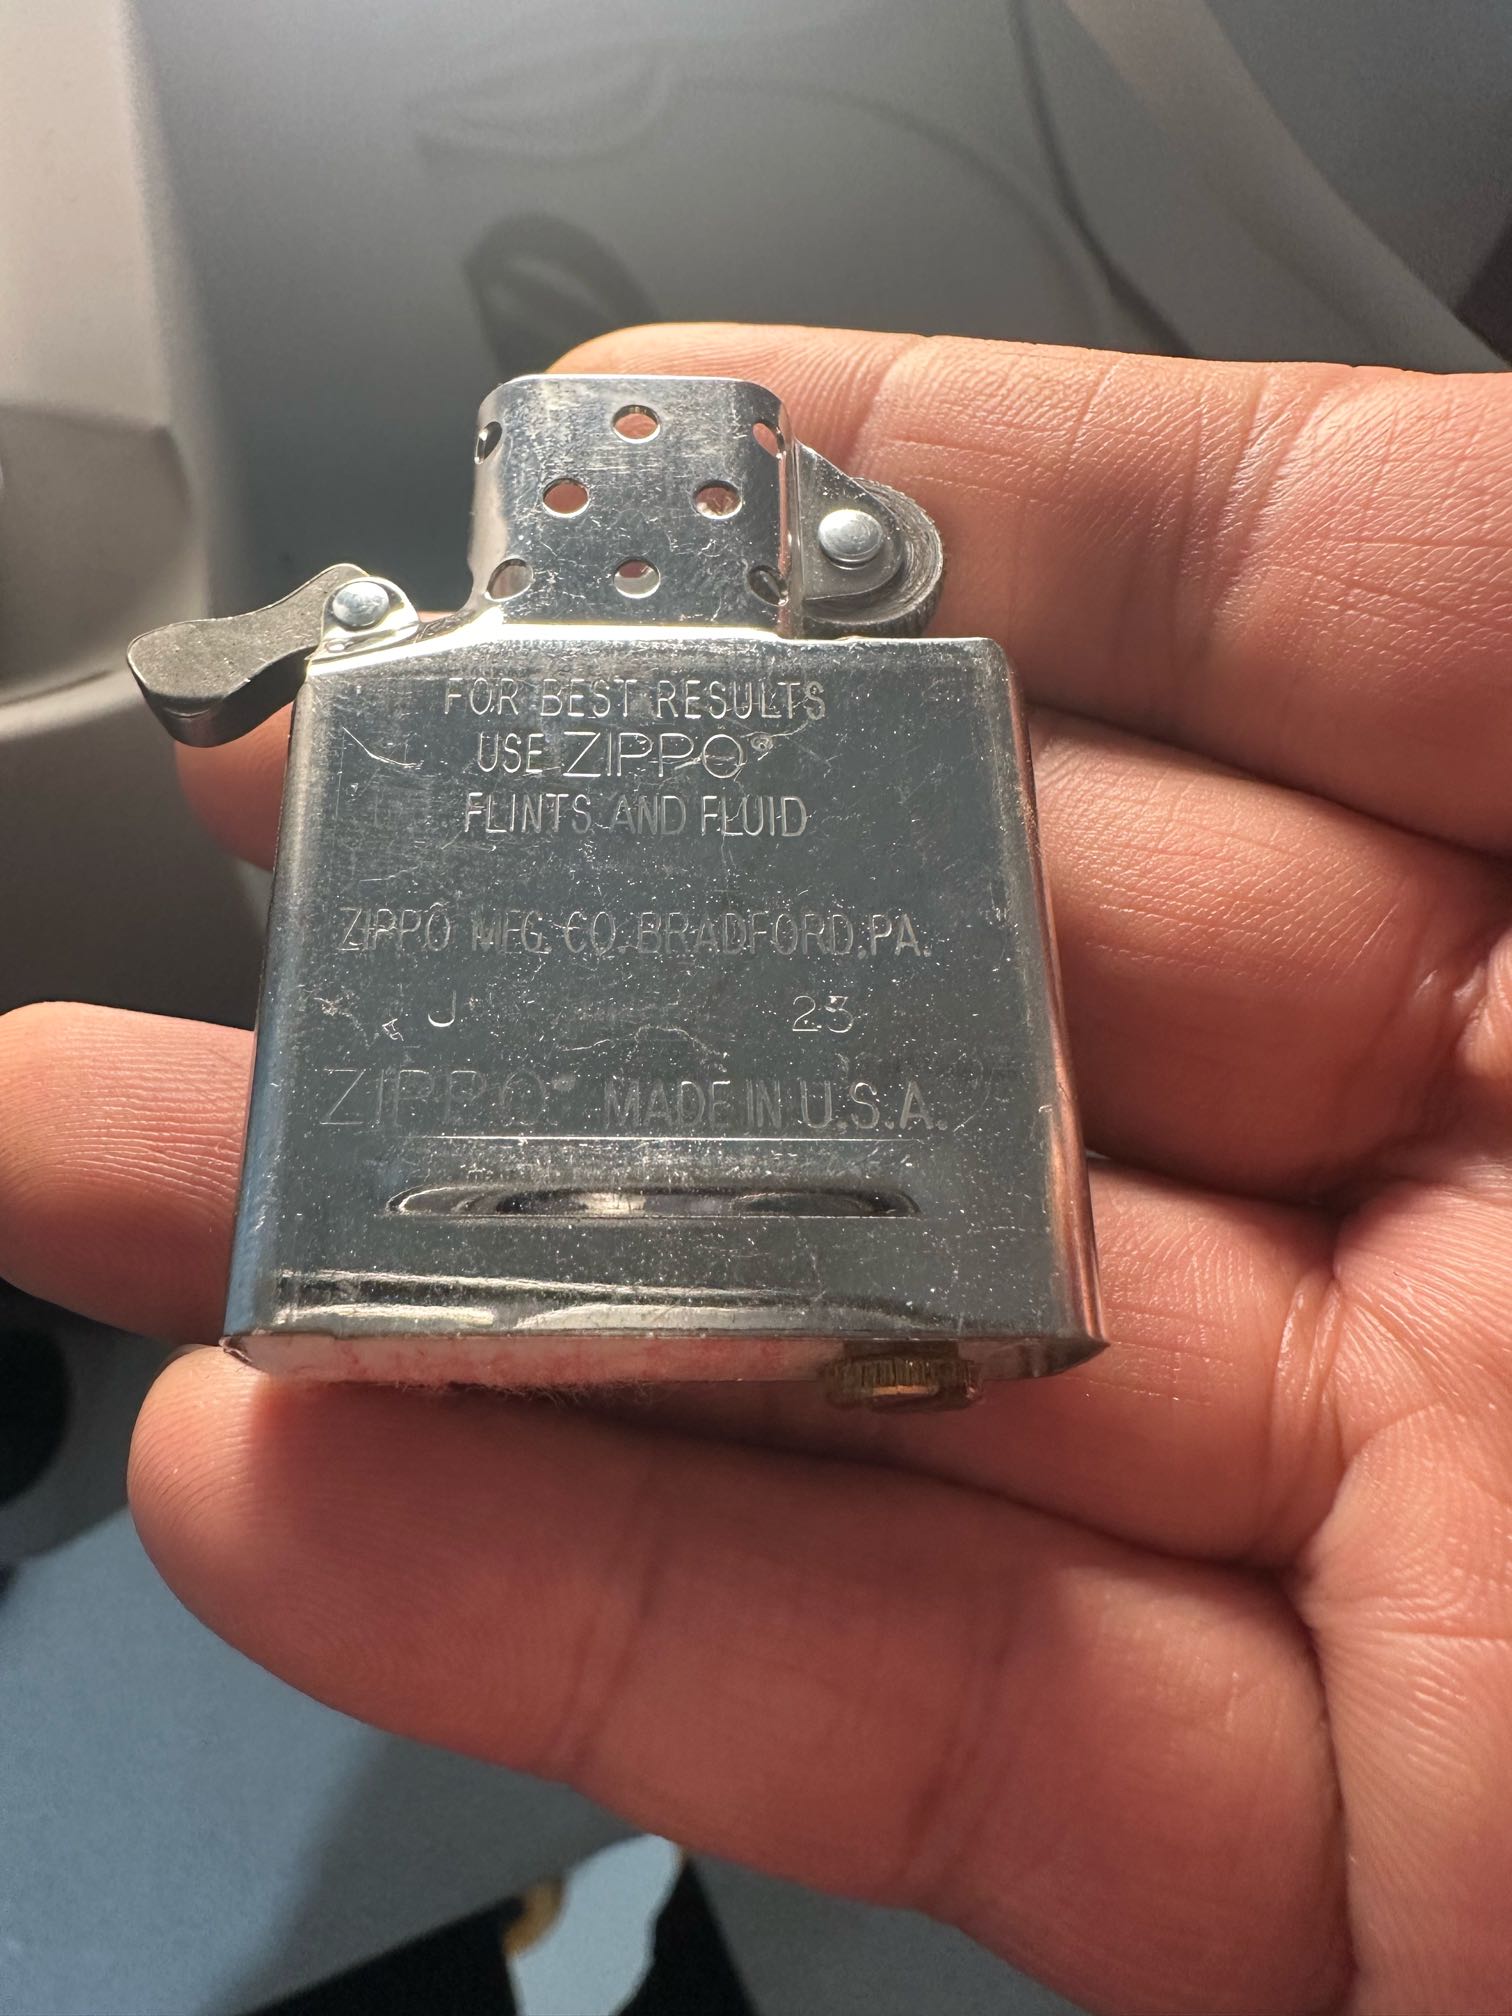 FOR BEST RESULTS
USE ZIPPO®
FLINTS AND FLUID
ZIPPO MFG. CO. BRADFORD, PA.
J 23
ZIPPO® MADE IN U.S.A.